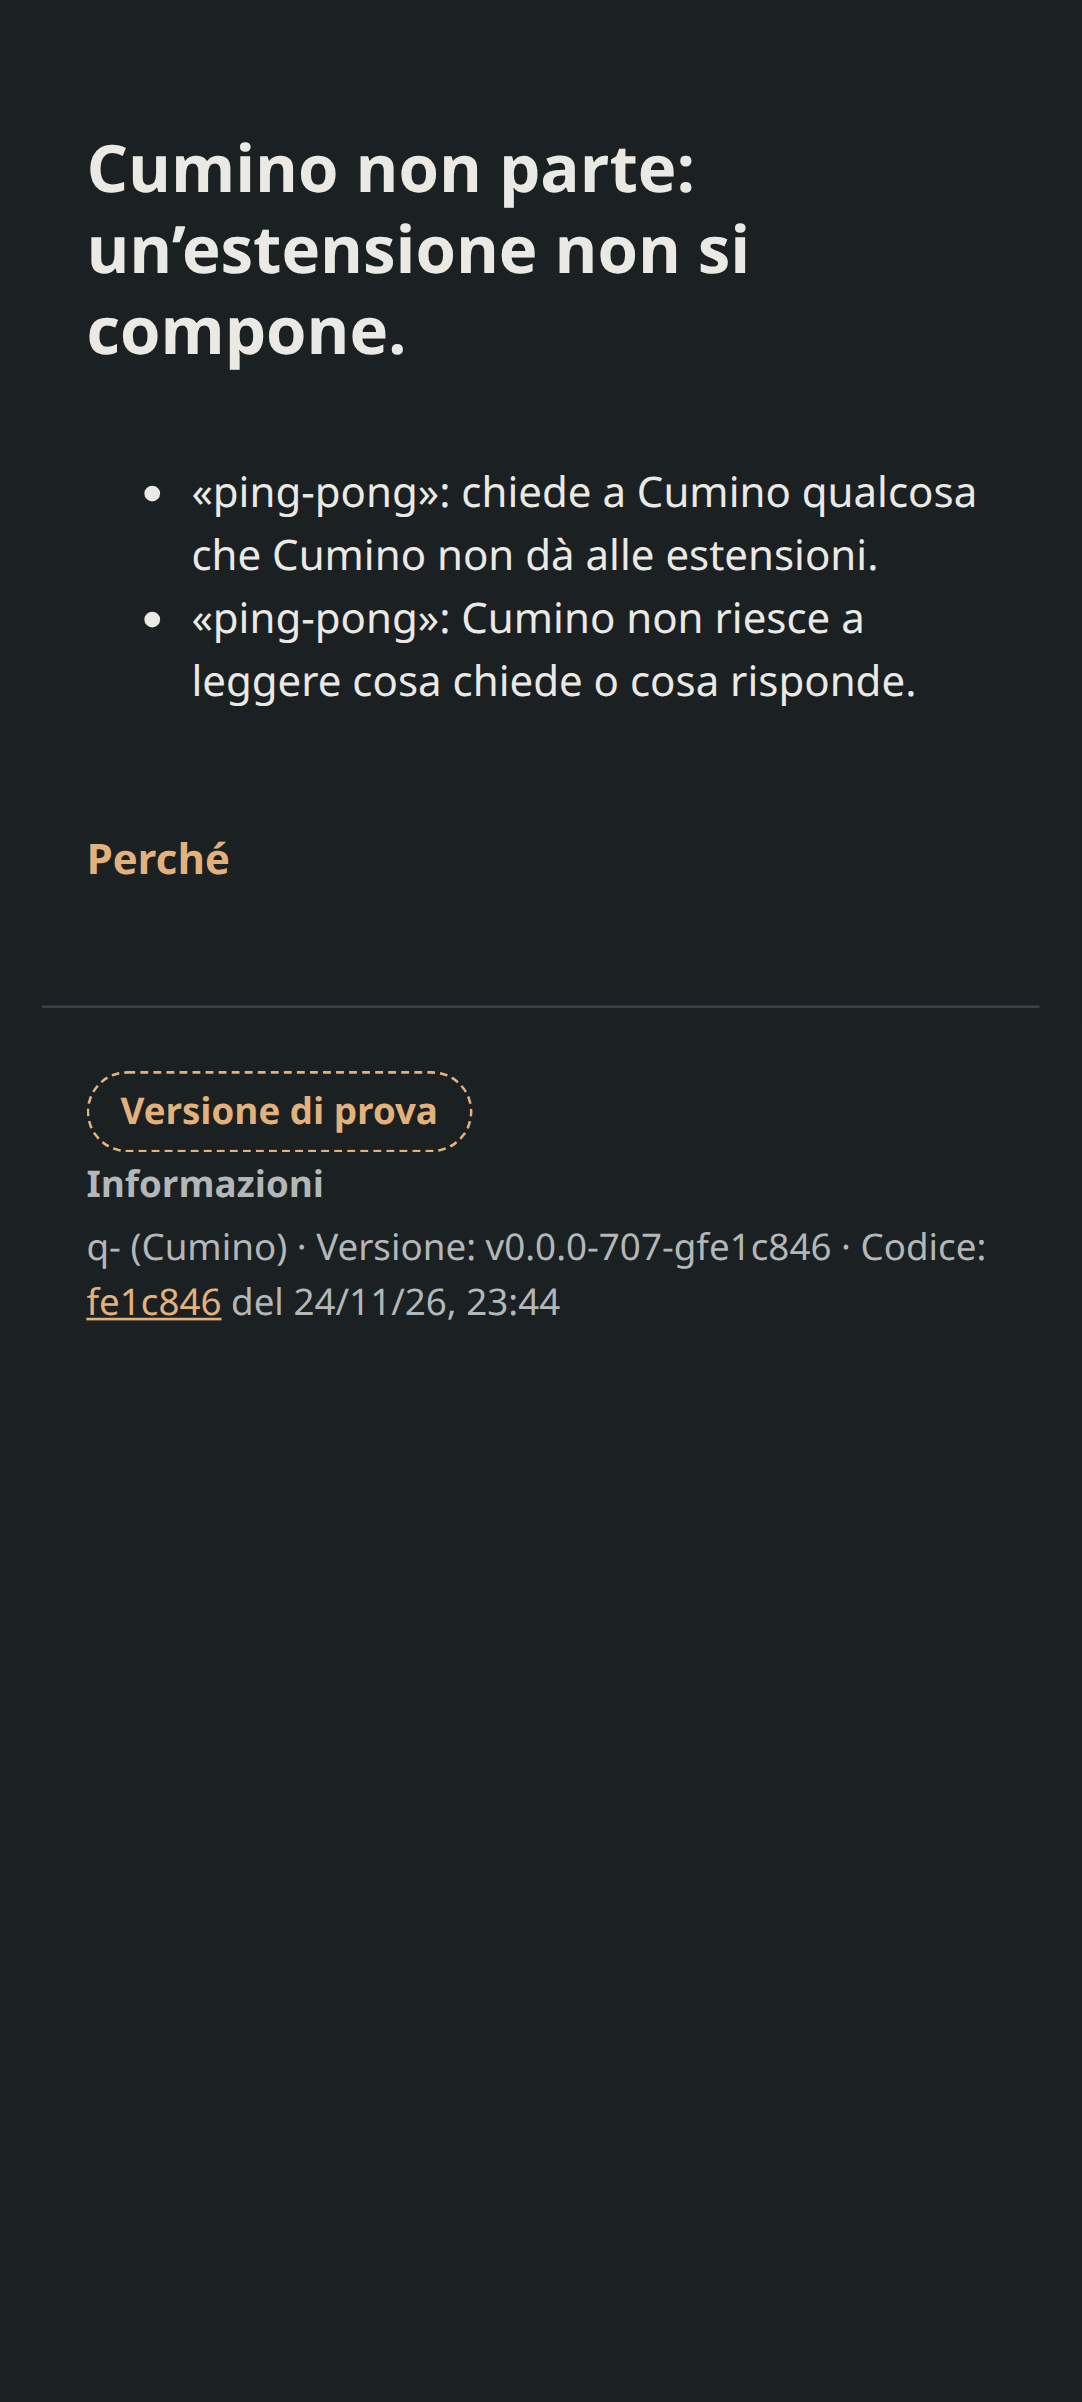 Cumino non parte:
un’estensione non si
compone.
• «ping-pong»: chiede a Cumino qualcosa
che Cumino non dà alle estensioni.
• «ping-pong»: Cumino non riesce a
leggere cosa chiede o cosa risponde.
Perché
Versione di prova
Informazioni
q- (Cumino) · Versione: v0.0.0-707-gfe1c846 · Codice:
fe1c846 del 24/11/26, 23:44